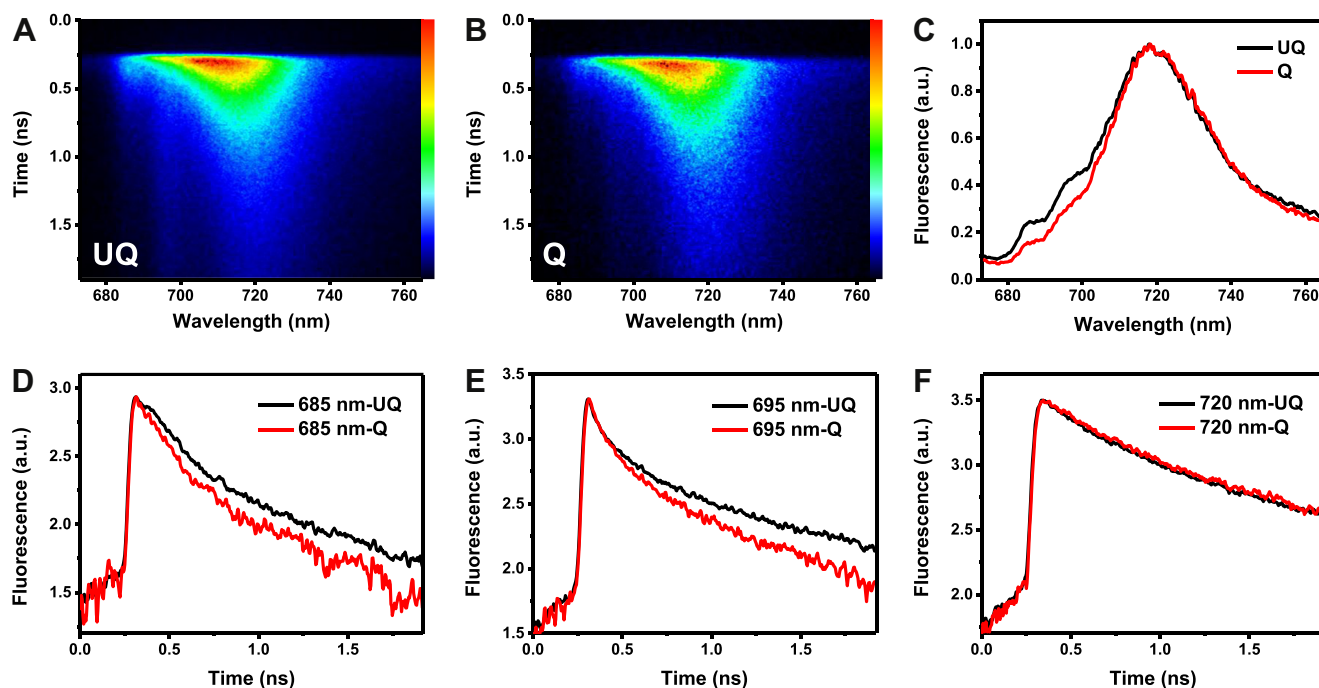 A
Time (ns)
0.0
0.5
1.0
1.5
UQ
680 700 720 740 760
Wavelength (nm)
B
Time (ns)
0.0
0.5
1.0
1.5
Q
680 700 720 740 760
Wavelength (nm)
C
Fluorescence (a.u.)
1.0
0.8
0.6
0.4
0.2
0.0
UQ
Q
680 700 720 740 760
Wavelength (nm)
D
Fluorescence (a.u.)
3.0
2.5
2.0
1.5
685 nm-UQ
685 nm-Q
0.0 0.5 1.0 1.5
Time (ns)
E
Fluorescence (a.u.)
3.5
3.0
2.5
2.0
1.5
695 nm-UQ
695 nm-Q
0.0 0.5 1.0 1.5
Time (ns)
F
Fluorescence (a.u.)
3.5
3.0
2.5
2.0
720 nm-UQ
720 nm-Q
0.0 0.5 1.0 1.5
Time (ns)